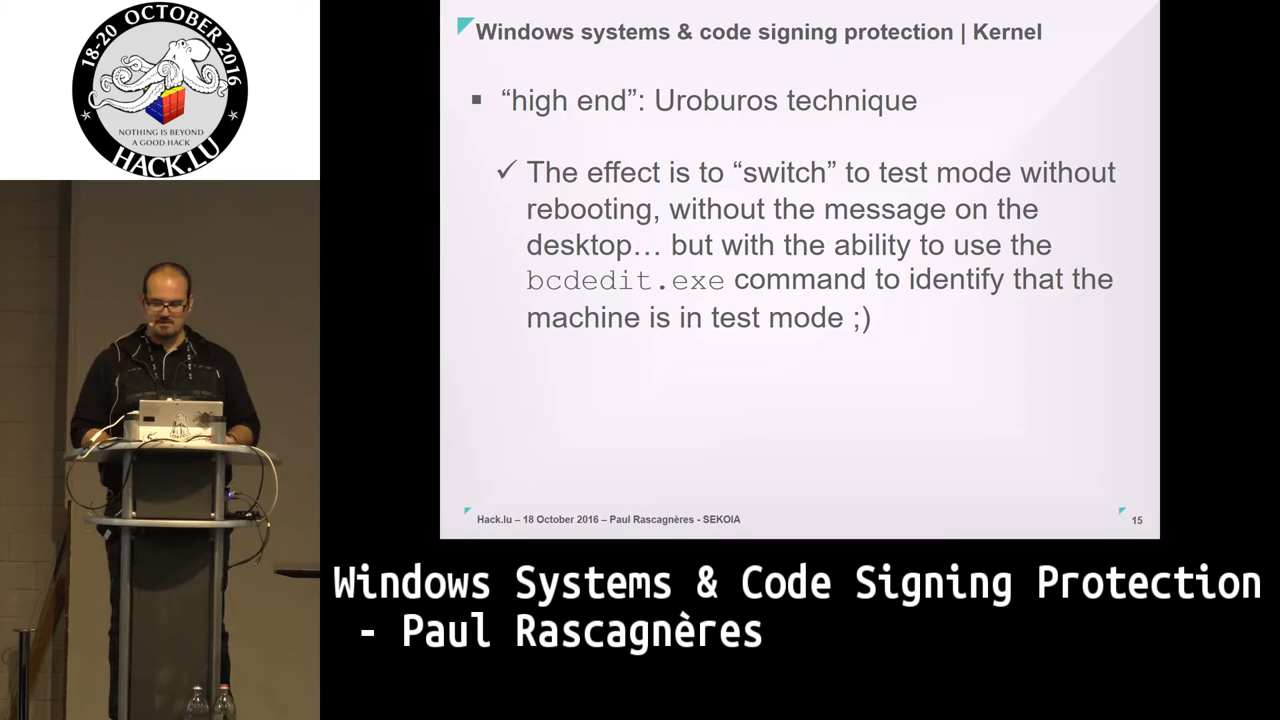 18-20 OCTOBER 2016
NOTHING IS BEYOND
A GOOD HACK
HACK.LU
Windows systems & code signing protection | Kernel
▪ “high end”: Uroburos technique
✓ The effect is to “switch” to test mode without
rebooting, without the message on the
desktop… but with the ability to use the
bcdedit.exe command to identify that the
machine is in test mode ;)
Hack.lu – 18 October 2016 – Paul Rascagnères - SEKOIA
15
Windows Systems & Code Signing Protection
- Paul Rascagnères